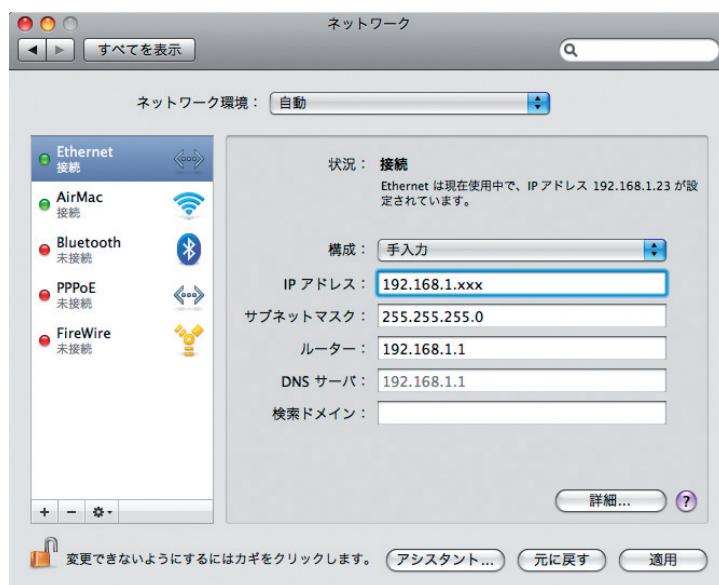 ネットワーク
すべてを表示
ネットワーク環境： 自動
Ethernet
接続
AirMac
接続
Bluetooth
未接続
PPPoE
未接続
FireWire
未接続
状況： 接続
Ethernet は現在使用中で、IP アドレス 192.168.1.23 が設
定されています。
構成： 手入力
IP アドレス： 192.168.1.xxx
サブネットマスク： 255.255.255.0
ルーター： 192.168.1.1
DNS サーバ： 192.168.1.1
検索ドメイン：
詳細... ?
変更できないようにするにはカギをクリックします。 アシスタント... 元に戻す 適用